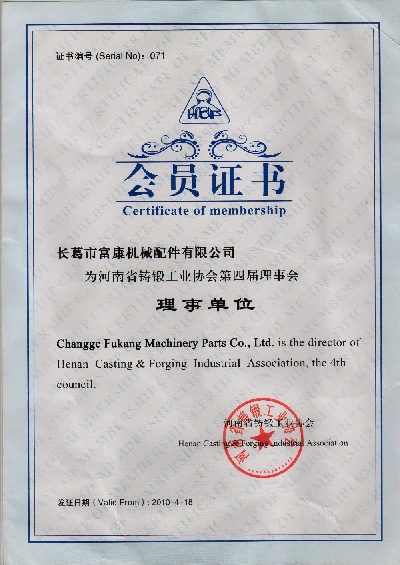 证书编号 (Serial No)：071
会员证书
Certificate of membership
长葛市富康机械配件有限公司
为河南省铸锻工业协会第四届理事会
理事单位
Changge Fukang Machinery Parts Co., Ltd. is the director of
Henan Casting & Forging Industrial Association, the 4th
council.
河南省铸锻工业协会
Henan Casting & Forging Industrial Association
发证日期 ( Valic From ) : 2010-4-18